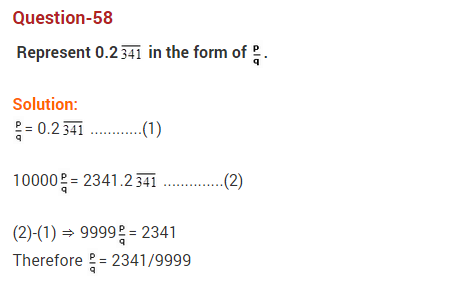 Question-58
Represent 0.2$\overline{341}$ in the form of $\frac{p}{q}$.
Solution:
$\frac{p}{q}$ = 0.2$\overline{341}$ ............(1)
10000$\frac{p}{q}$ = 2341.2$\overline{341}$ ..............(2)
(2)-(1) ⇒ 9999$\frac{p}{q}$ = 2341
Therefore $\frac{p}{q}$ = 2341/9999